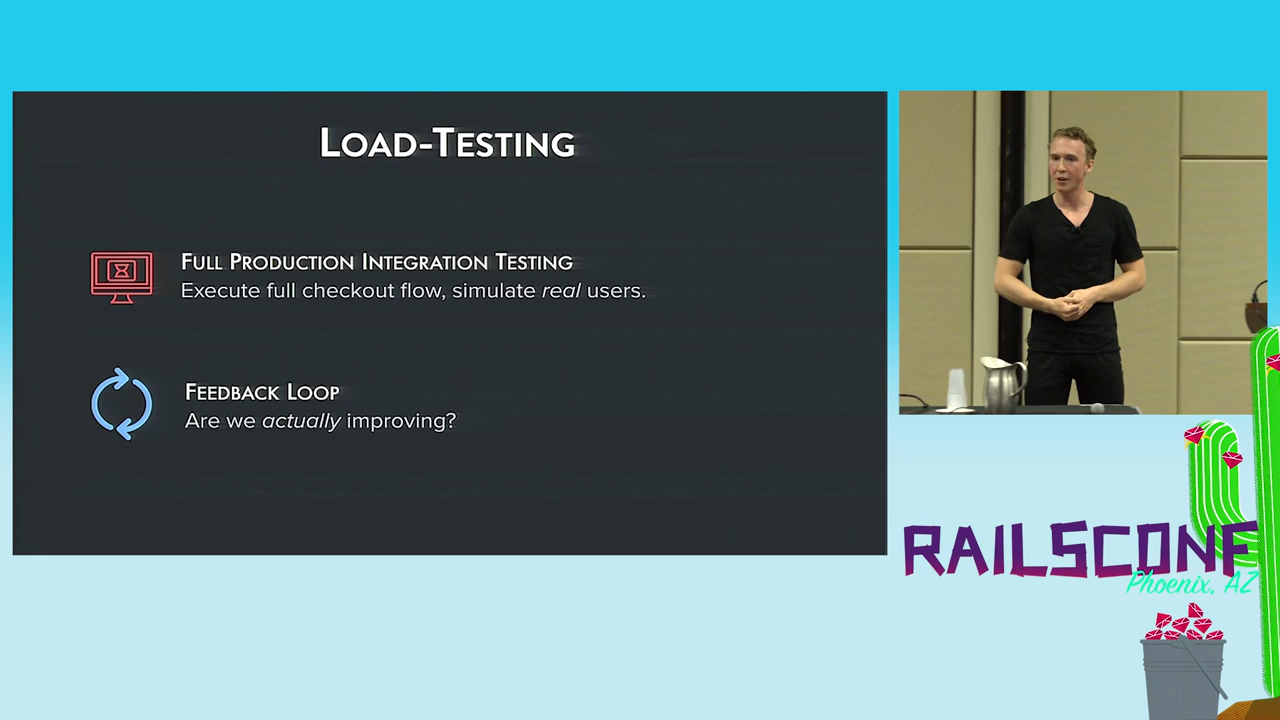 Load-Testing
Full Production Integration Testing
Execute full checkout flow, simulate real users.
Feedback Loop
Are we actually improving?
RAILSCONF
Phoenix, AZ